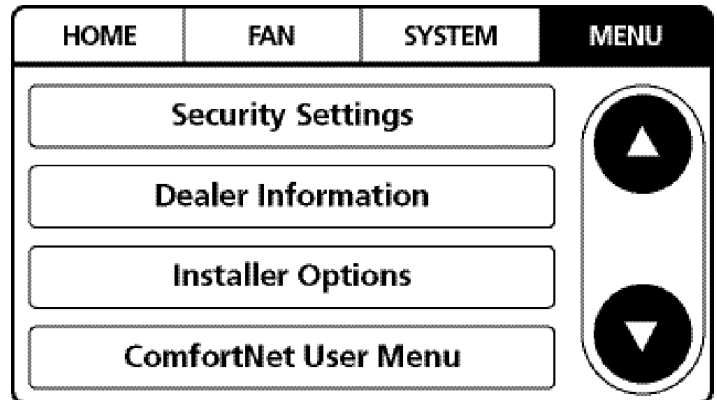 HOME FAN SYSTEM MENU
Security Settings
Dealer Information
Installer Options
ComfortNet User Menu